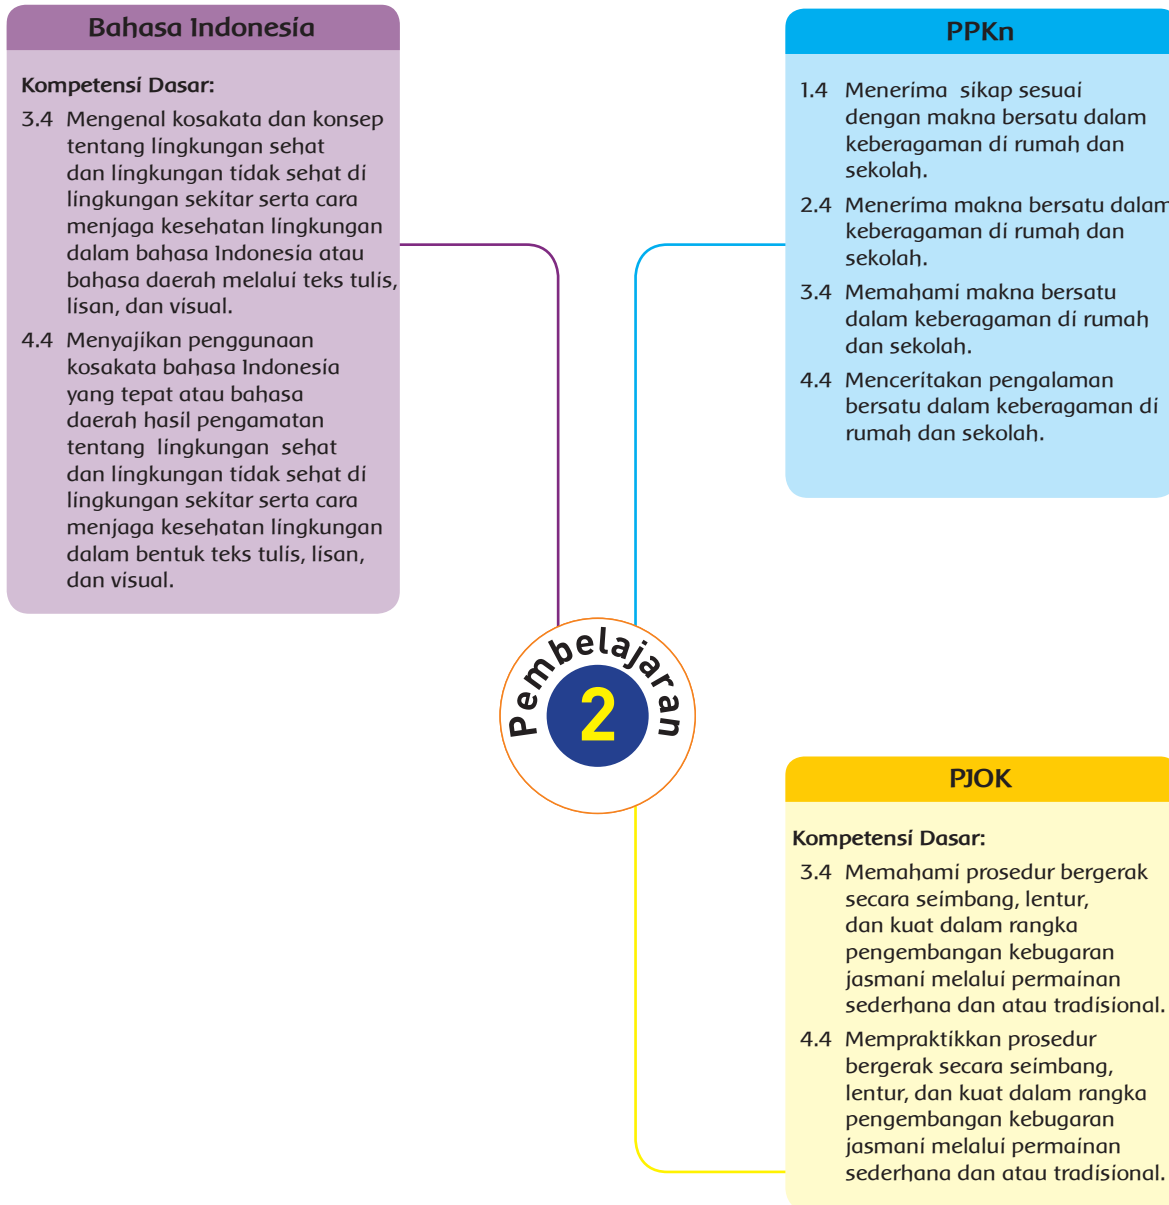 Bahasa Indonesia
Kompetensi Dasar:
3.4 Mengenal kosakata dan konsep
tentang lingkungan sehat
dan lingkungan tidak sehat di
lingkungan sekitar serta cara
menjaga kesehatan lingkungan
dalam bahasa Indonesia atau
bahasa daerah melalui teks tulis,
lisan, dan visual.
4.4 Menyajikan penggunaan
kosakata bahasa Indonesia
yang tepat atau bahasa
daerah hasil pengamatan
tentang lingkungan sehat
dan lingkungan tidak sehat di
lingkungan sekitar serta cara
menjaga kesehatan lingkungan
dalam bentuk teks tulis, lisan,
dan visual.
PPKn
1.4 Menerima sikap sesuai
dengan makna bersatu dalam
keberagaman di rumah dan
sekolah.
2.4 Menerima makna bersatu dalam
keberagaman di rumah dan
sekolah.
3.4 Memahami makna bersatu
dalam keberagaman di rumah
dan sekolah.
4.4 Menceritakan pengalaman
bersatu dalam keberagaman di
rumah dan sekolah.
Pembelajaran
2
PJOK
Kompetensi Dasar:
3.4 Memahami prosedur bergerak
secara seimbang, lentur,
dan kuat dalam rangka
pengembangan kebugaran
jasmani melalui permainan
sederhana dan atau tradisional.
4.4 Mempraktikkan prosedur
bergerak secara seimbang,
lentur, dan kuat dalam rangka
pengembangan kebugaran
jasmani melalui permainan
sederhana dan atau tradisional.